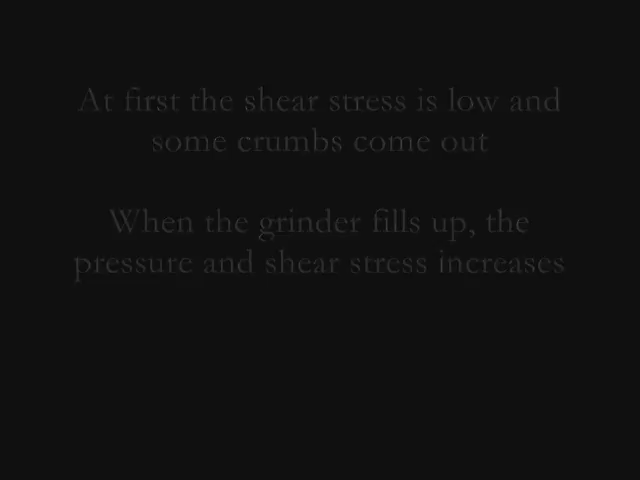 At first the shear stress is low and
some crumbs come out
When the grinder fills up, the
pressure and shear stress increases